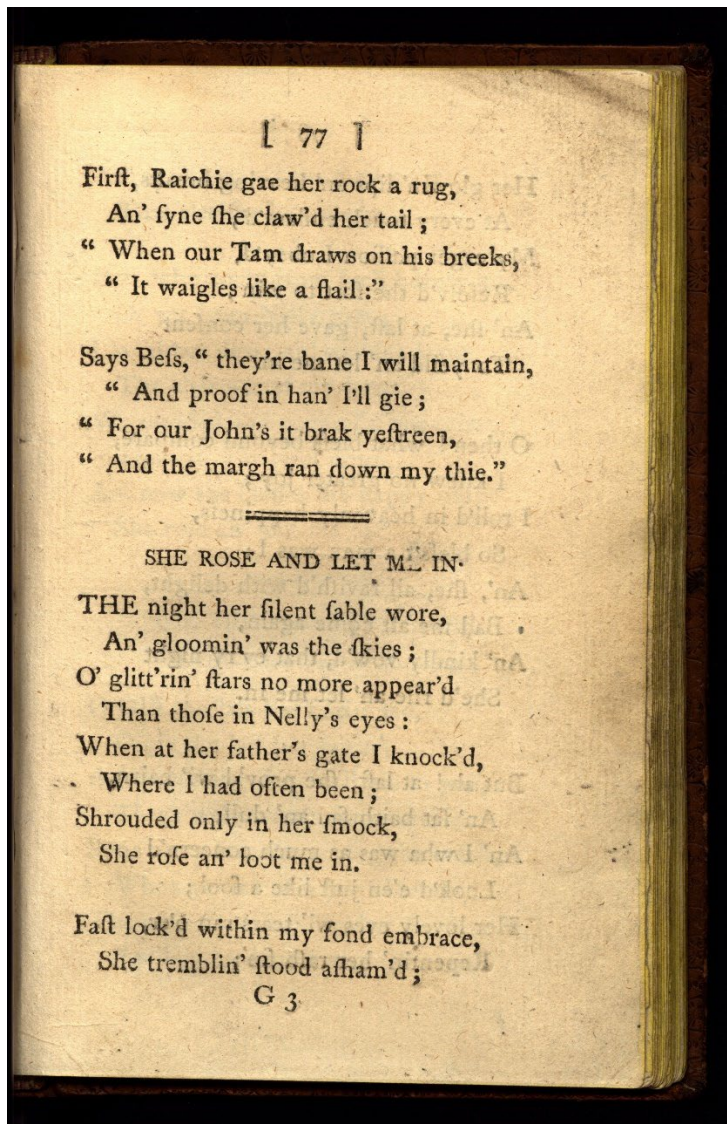 [ 77 ]
Firſt, Raichie gae her rock a rug,
An' ſyne ſhe claw'd her tail ;
“ When our Tam draws on his breeks,
“ It waigles like a flail :”
Says Beſs, “ they're bane I will maintain,
“ And proof in han' I'll gie ;
“ For our John's it brak yeſtreen,
“ And the margh ran down my thie.”
SHE ROSE AND LET ME IN.
THE night her ſilent ſable wore,
An' gloomin' was the ſkies ;
O' glitt'rin' ſtars no more appear'd
Than thoſe in Nelly's eyes :
When at her father's gate I knock'd,
Where I had often been ;
Shrouded only in her ſmock,
She roſe an' loot me in.
Faſt lock'd within my fond embrace,
She tremblin' ſtood aſham'd ;
G 3